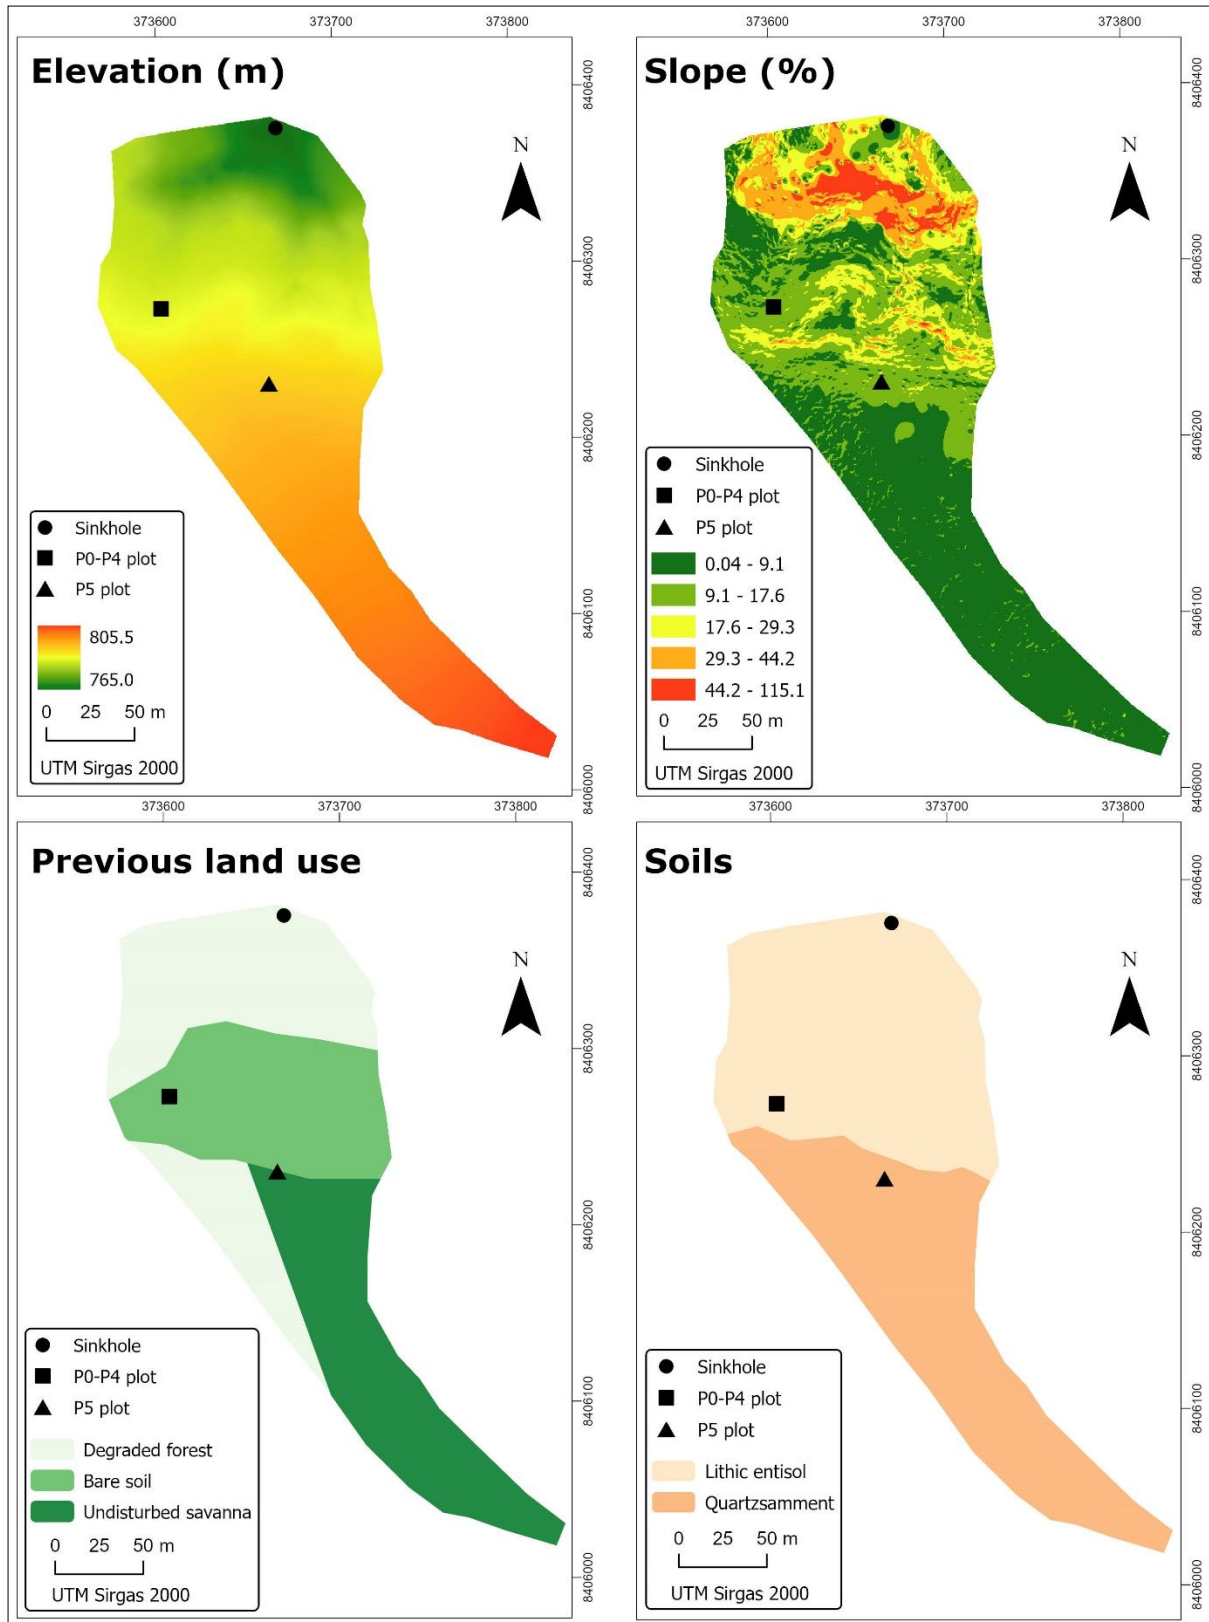 373600 373700 373800
Elevation (m)
8406400
N
8406300
8406200
8406100
8406000
Sinkhole
P0-P4 plot
P5 plot
805.5
765.0
0 25 50 m
UTM Sirgas 2000
373600 373700 373800
Slope (%)
8406400
N
8406300
8406200
8406100
8406000
Sinkhole
P0-P4 plot
P5 plot
0.04 - 9.1
9.1 - 17.6
17.6 - 29.3
29.3 - 44.2
44.2 - 115.1
0 25 50 m
UTM Sirgas 2000
373600 373700 373800
Previous land use
8406400
N
8406300
8406200
8406100
8406000
Sinkhole
P0-P4 plot
P5 plot
Degraded forest
Bare soil
Undisturbed savanna
0 25 50 m
UTM Sirgas 2000
373600 373700 373800
Soils
8406400
N
8406300
8406200
8406100
8406000
Sinkhole
P0-P4 plot
P5 plot
Lithic entisol
Quartzsamment
0 25 50 m
UTM Sirgas 2000